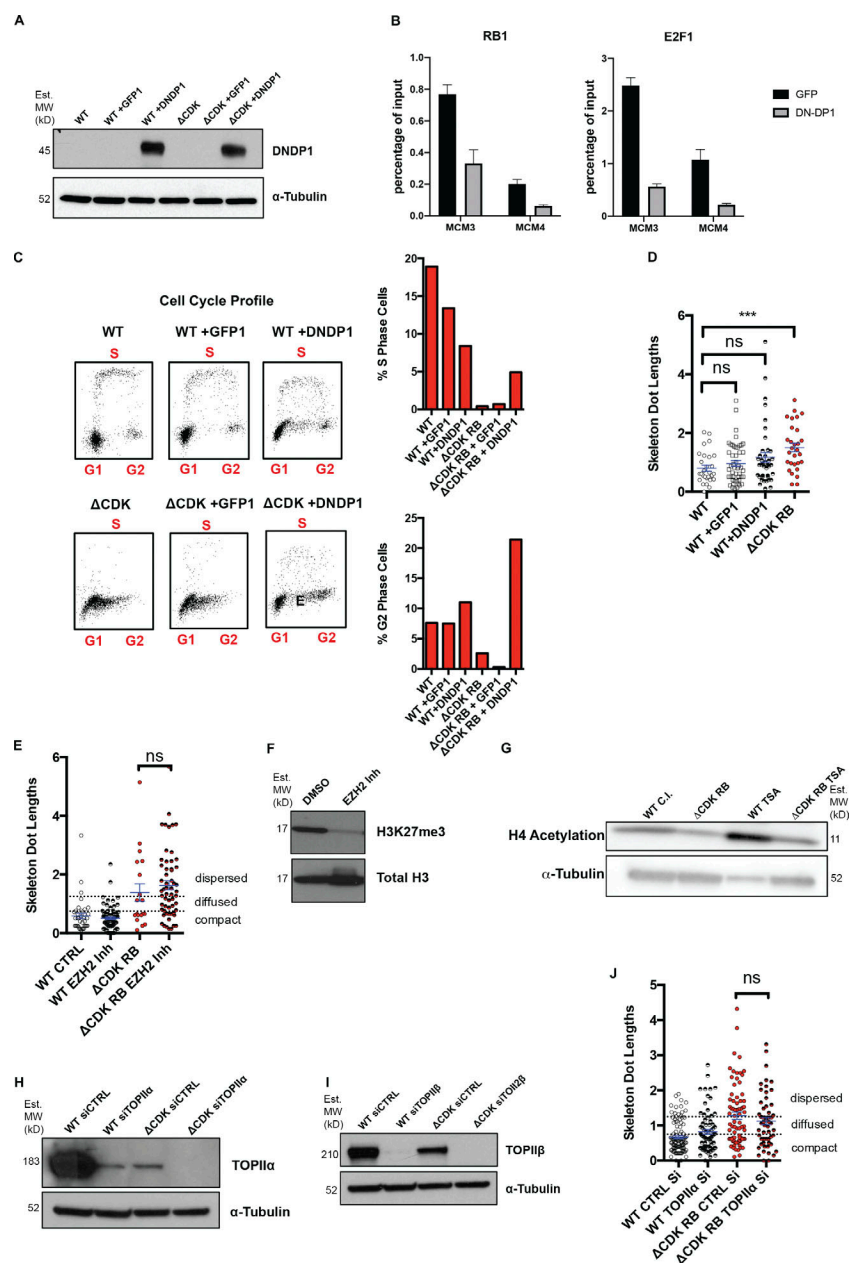 A
Est.
MW
(kD)
WT
WT +GFP1
WT +DNDP1
ΔCDK
ΔCDK +GFP1
ΔCDK +DNDP1
45
DNDP1
52
α-Tubulin
B
RB1
percentage of input
1.0
0.8
0.6
0.4
0.2
0.0
MCM3
MCM4
E2F1
percentage of input
3
2
1
0
MCM3
MCM4
GFP
DN-DP1
C
Cell Cycle Profile
WT
WT +GFP1
WT +DNDP1
S
S
S
G1
G2
G1
G2
G1
G2
ΔCDK
ΔCDK +GFP1
ΔCDK +DNDP1
S
S
S
E
G1
G2
G1
G2
G1
G2
% S Phase Cells
20
15
10
5
0
WT
WT +GFP1
WT+DNDP1
ΔCDK RB
ΔCDK RB + GFP1
ΔCDK RB + DNDP1
% G2 Phase Cells
25
20
15
10
5
0
WT
WT +GFP1
WT+DNDP1
ΔCDK RB
ΔCDK RB + GFP1
ΔCDK RB + DNDP1
D
Skeleton Dot Lengths
6
4
2
0
***
ns
ns
WT
WT +GFP1
WT+DNDP1
ΔCDK RB
E
Skeleton Dot Lengths
6
4
2
0
ns
dispersed
diffused
compact
WT CTRL
WT EZH2 Inh
ΔCDK RB
ΔCDK RB EZH2 Inh
F
Est.
MW
(kD)
DMSO
EZH2 Inh
17
H3K27me3
17
Total H3
G
WT C.I.
ΔCDK RB
WT TSA
ΔCDK RB TSA
Est.
MW
(kD)
H4 Acetylation
11
α-Tubulin
52
H
Est.
MW
(kD)
WT siCTRL
WT siTOPIIα
ΔCDK siCTRL
ΔCDK siTOPIIα
183
TOPIIα
52
α-Tubulin
I
Est.
MW
(kD)
WT siCTRL
WT siTOPIIβ
ΔCDK siCTRL
ΔCDK siTOII2β
210
TOPIIβ
52
α-Tubulin
J
Skeleton Dot Lengths
5
4
3
2
1
0
ns
dispersed
diffused
compact
WT CTRL Si
WT TOPIIα Si
ΔCDK RB CTRL Si
ΔCDK RB TOPIIα Si